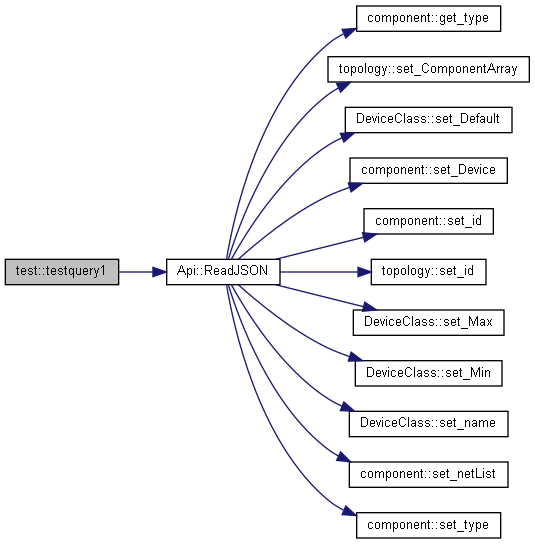 component::get_type
topology::set_ComponentArray
DeviceClass::set_Default
component::set_Device
component::set_id
test::testquery1
Api::ReadJSON
topology::set_id
DeviceClass::set_Max
DeviceClass::set_Min
DeviceClass::set_name
component::set_netList
component::set_type